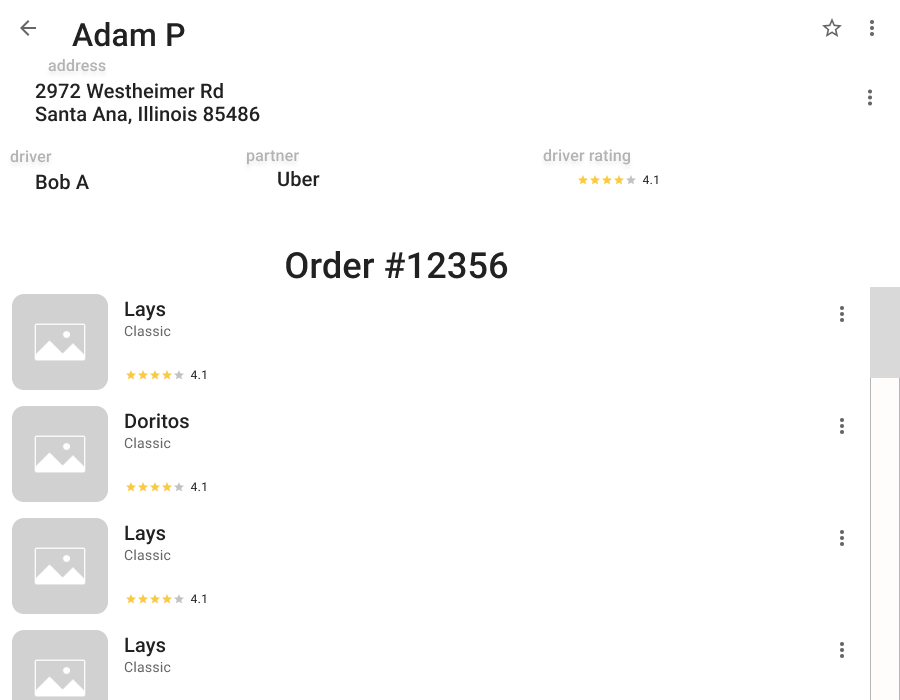 Adam P
address
2972 Westheimer Rd
Santa Ana, Illinois 85486
driver
partner
driver rating
Bob A
Uber
4.1
Order #12356
Lays
Classic
4.1
Doritos
Classic
4.1
Lays
Classic
4.1
Lays
Classic